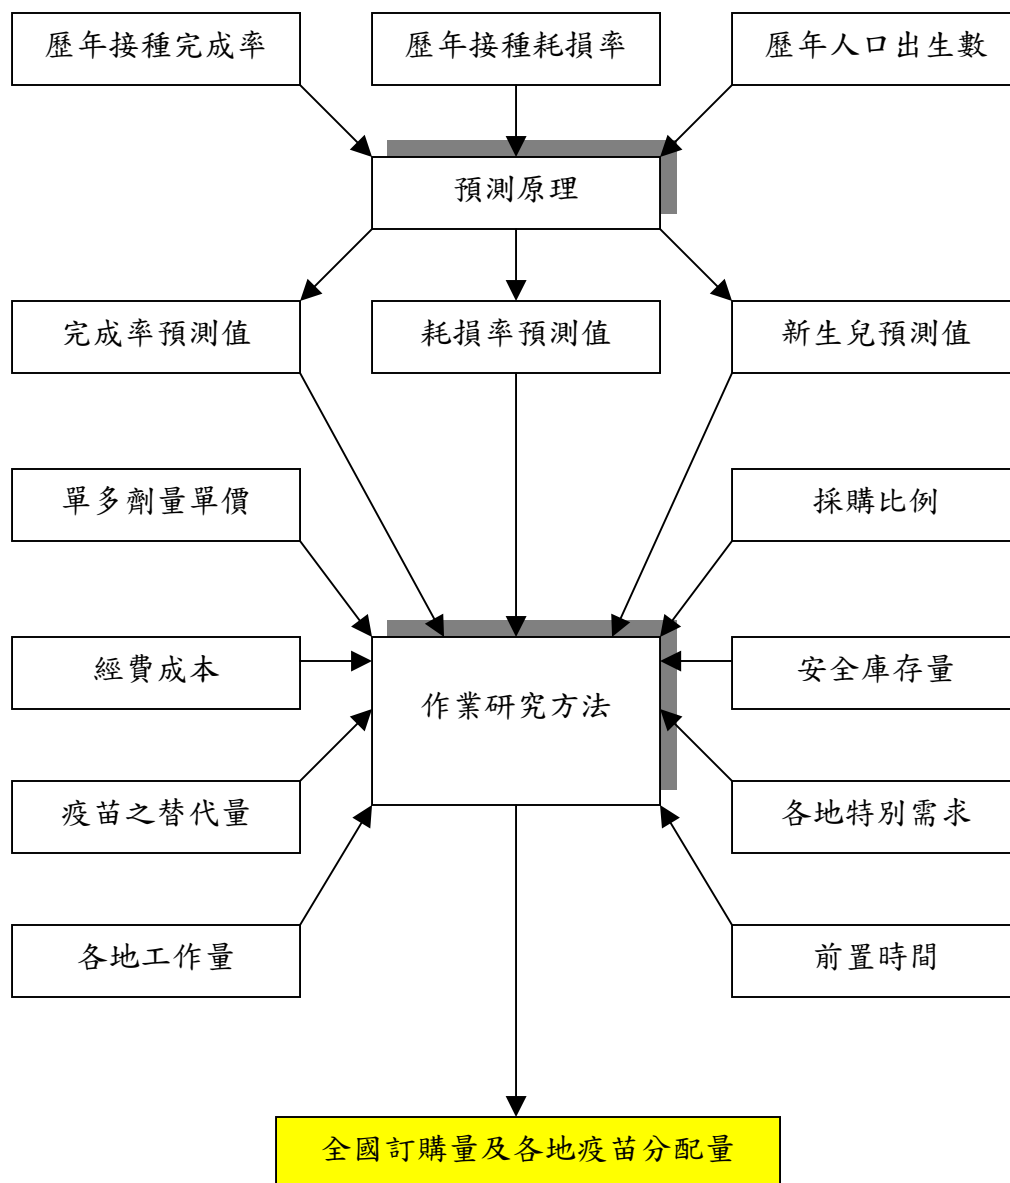 歷年接種完成率
歷年接種耗損率
歷年人口出生數
預測原理
完成率預測值
耗損率預測值
新生兒預測值
單多劑量單價
採購比例
經費成本
作業研究方法
安全庫存量
疫苗之替代量
各地特別需求
各地工作量
前置時間
全國訂購量及各地疫苗分配量